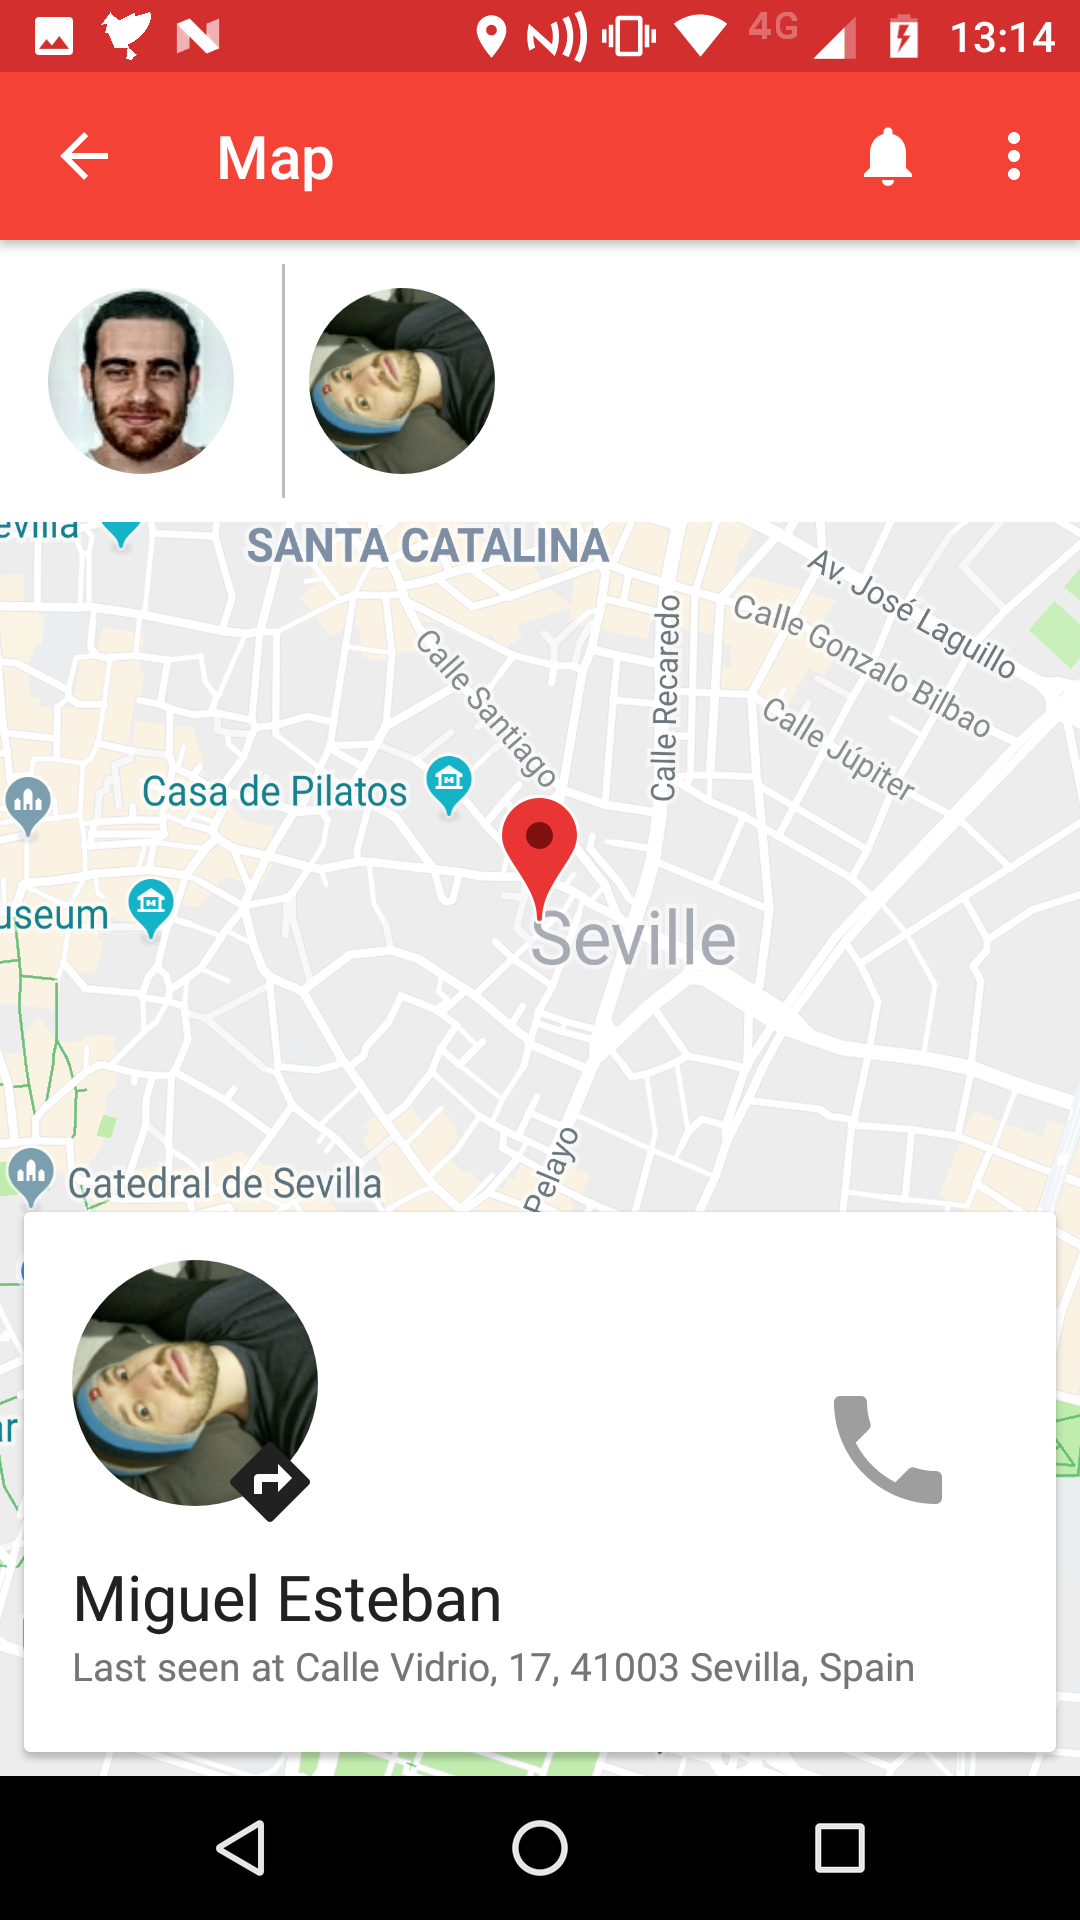 4G 13:14
Map
evilla
SANTA CATALINA
Av. José Laguillo
Calle Gonzalo Bilbao
Calle Recaredo
Calle Santiago
Calle Júpiter
Casa de Pilatos
useum
Seville
Pelayo
Catedral de Sevilla
ar
Miguel Esteban
Last seen at Calle Vidrio, 17, 41003 Sevilla, Spain